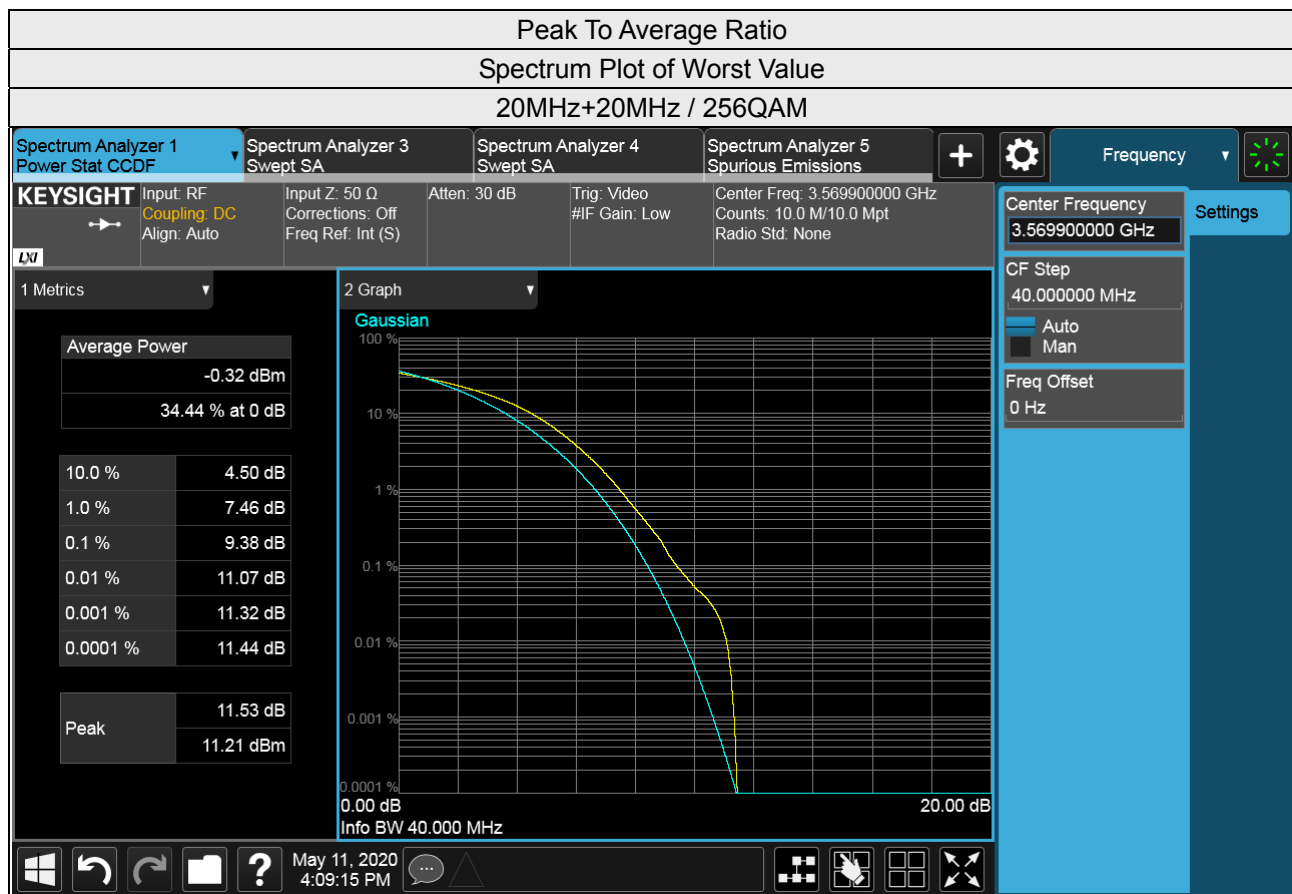 Peak To Average Ratio
Spectrum Plot of Worst Value
20MHz+20MHz / 256QAM
Spectrum Analyzer 1
Power Stat CCDF
Spectrum Analyzer 3
Swept SA
Spectrum Analyzer 4
Swept SA
Spectrum Analyzer 5
Spurious Emissions
+
Frequency
KEYSIGHT
LXI
Input: RF
Coupling: DC
Align: Auto
Input Z: 50 Ω
Corrections: Off
Freq Ref: Int (S)
Atten: 30 dB
Trig: Video
#IF Gain: Low
Center Freq: 3.569900000 GHz
Counts: 10.0 M/10.0 Mpt
Radio Std: None
Center Frequency
3.569900000 GHz
Settings
CF Step
40.000000 MHz
Auto
Man
Freq Offset
0 Hz
1 Metrics
Average Power
-0.32 dBm
34.44 % at 0 dB
10.0 % 4.50 dB
1.0 % 7.46 dB
0.1 % 9.38 dB
0.01 % 11.07 dB
0.001 % 11.32 dB
0.0001 % 11.44 dB
Peak
11.53 dB
11.21 dBm
2 Graph
Gaussian
100 %
10 %
1 %
0.1 %
0.01 %
0.001 %
0.0001 %
0.00 dB
20.00 dB
Info BW 40.000 MHz
?
May 11, 2020
4:09:15 PM